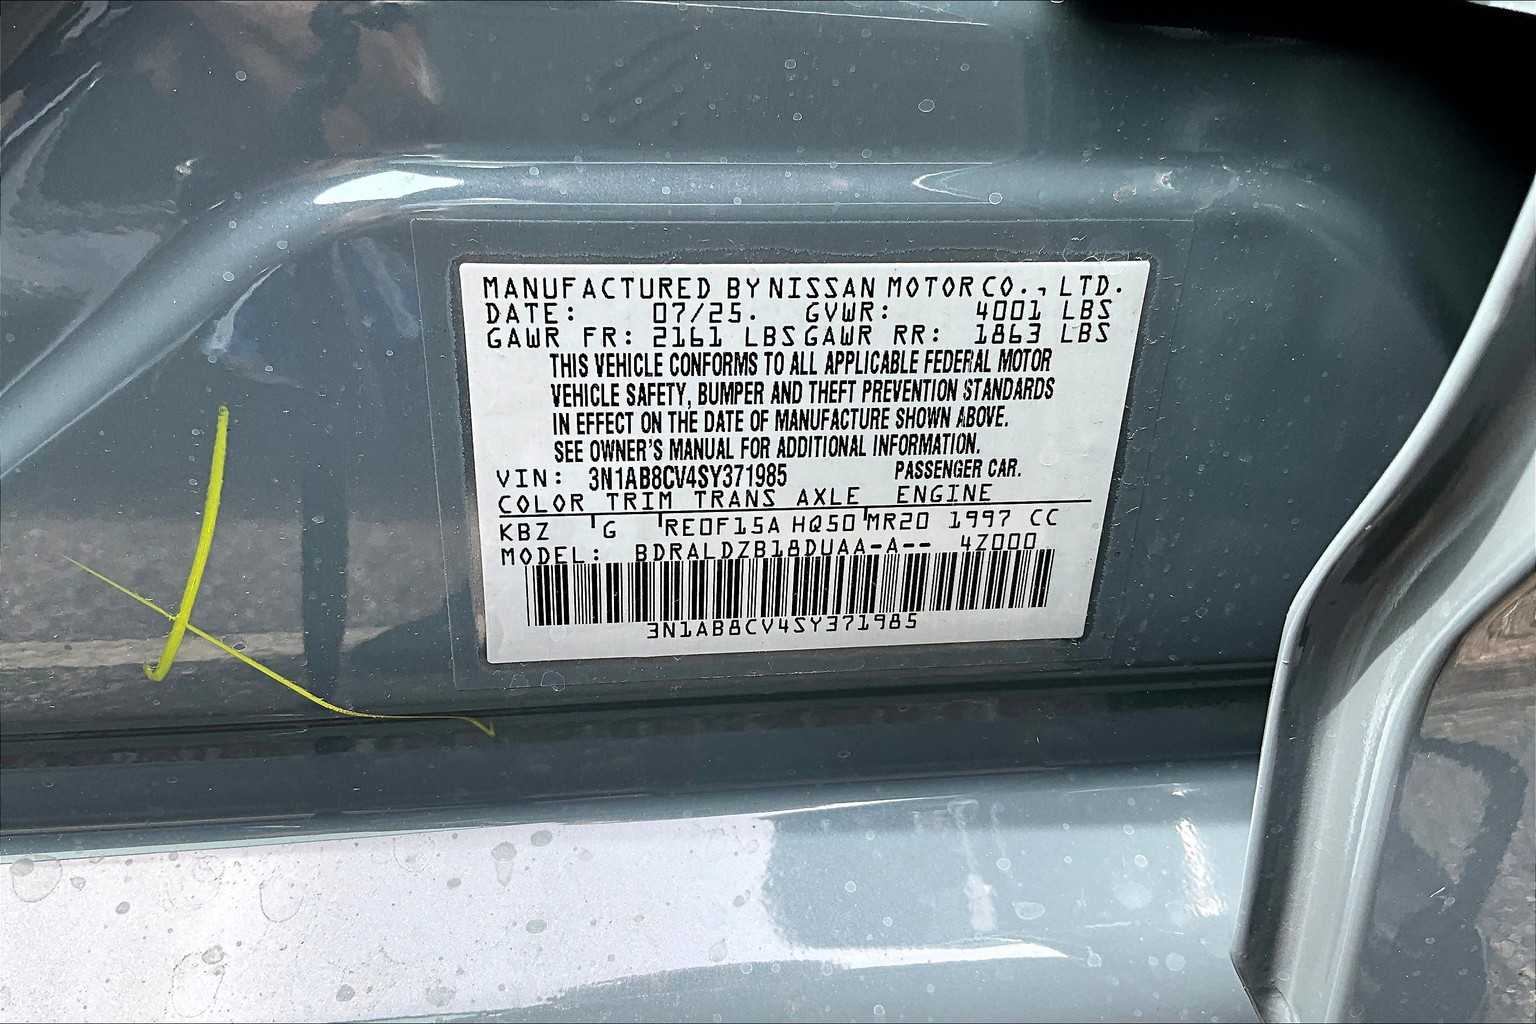 MANUFACTURED BY NISSAN MOTOR CO., LTD.
DATE: 07/25. GVWR: 4001 LBS
GAWR FR: 2161 LBS GAWR RR: 1863 LBS
THIS VEHICLE CONFORMS TO ALL APPLICABLE FEDERAL MOTOR
VEHICLE SAFETY, BUMPER AND THEFT PREVENTION STANDARDS
IN EFFECT ON THE DATE OF MANUFACTURE SHOWN ABOVE.
SEE OWNER'S MANUAL FOR ADDITIONAL INFORMATION.
VIN: 3N1AB8CV4SY371985 PASSENGER CAR.
COLOR TRIM TRANS AXLE ENGINE
KBZ G RE0F15A HQ50 MR20 1997 CC
MODEL: BDRALDZB18DUAA-A-- 4Z000
3N1AB8CV4SY371985